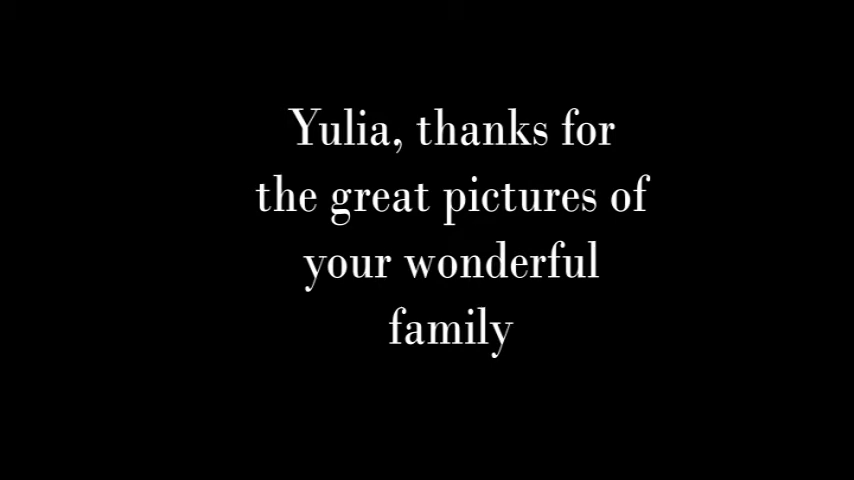 Yulia, thanks for
the great pictures of
your wonderful
family